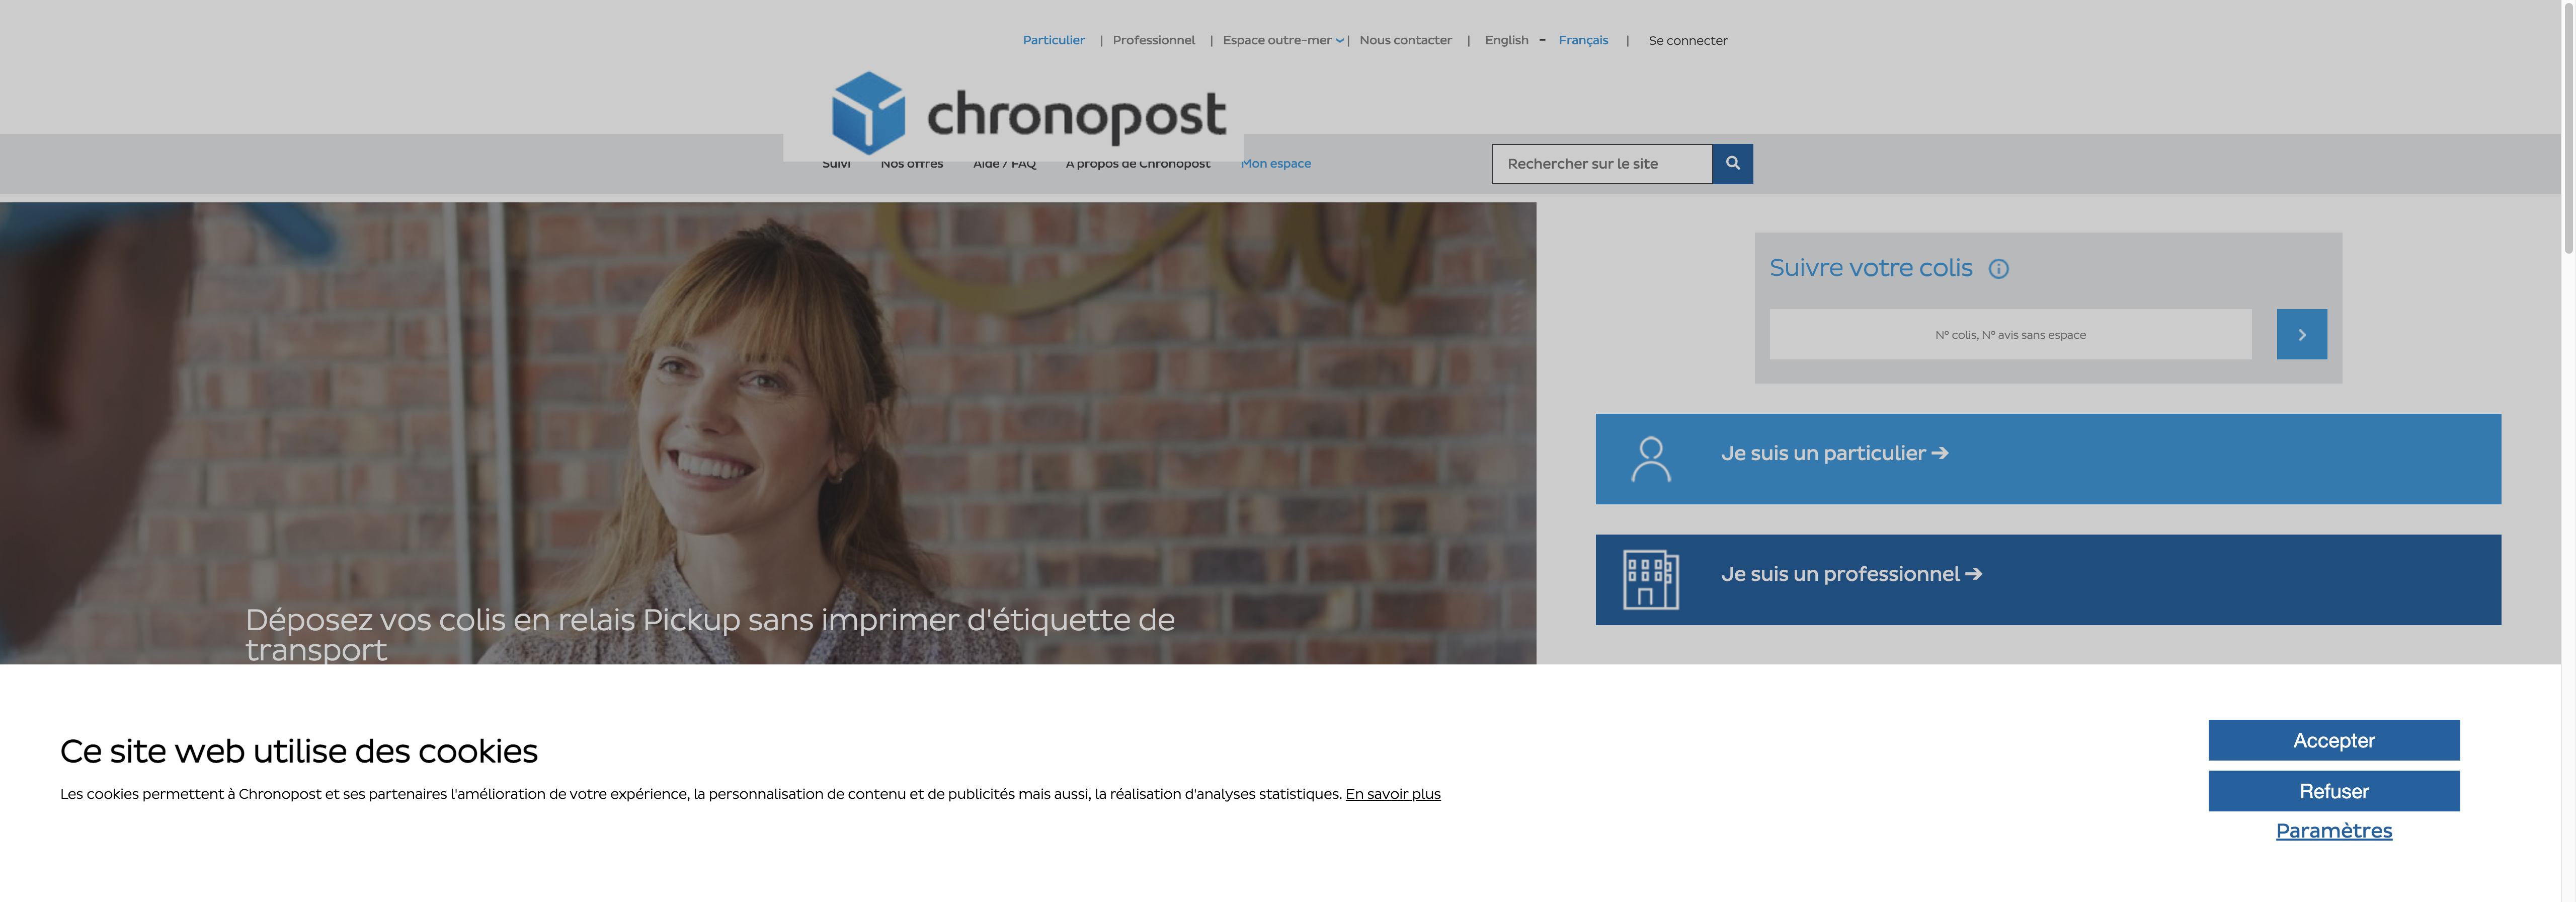 Particulier | Professionnel | Espace outre-mer | Nous contacter | English - Français | Se connecter
chronopost
Suivi Nos offres Aide / FAQ A propos de Chronopost Mon espace
Rechercher sur le site
Suivre votre colis
N° colis, N° avis sans espace
Je suis un particulier →
Je suis un professionnel →
Déposez vos colis en relais Pickup sans imprimer d'étiquette de
transport
Ce site web utilise des cookies
Les cookies permettent à Chronopost et ses partenaires l'amélioration de votre expérience, la personnalisation de contenu et de publicités mais aussi, la réalisation d'analyses statistiques. En savoir plus
Accepter
Refuser
Paramètres